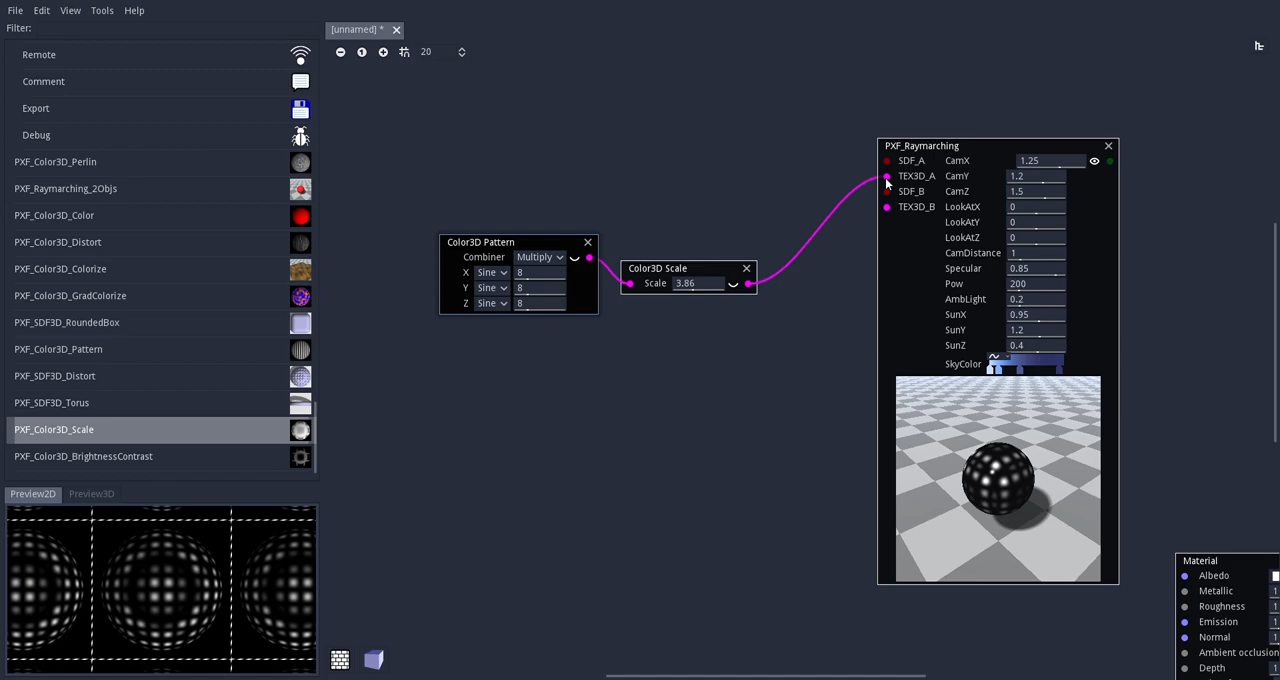 File Edit View Tools Help
Filter:
Remote
Comment
Export
Debug
PXF_Color3D_Perlin
PXF_Raymarching_2Objs
PXF_Color3D_Color
PXF_Color3D_Distort
PXF_Color3D_Colorize
PXF_Color3D_GradColorize
PXF_SDF3D_RoundedBox
PXF_Color3D_Pattern
PXF_SDF3D_Distort
PXF_SDF3D_Torus
PXF_Color3D_Scale
PXF_Color3D_BrightnessContrast
Preview2D Preview3D
[unnamed] *
20
Color3D Pattern
Combiner Multiply
X Sine 8
Y Sine 8
Z Sine 8
Color3D Scale
Scale 3.86
PXF_Raymarching
SDF_A CamX 1.25
TEX3D_A CamY 1.2
SDF_B CamZ 1.5
TEX3D_B LookAtX 0
LookAtY 0
LookAtZ 0
CamDistance 1
Specular 0.85
Pow 200
AmbLight 0.2
SunX 0.95
SunY 1.2
SunZ 0.4
SkyColor
Material
Albedo
Metallic 1
Roughness 1
Emission
Normal
Ambient occlusion
Depth 1